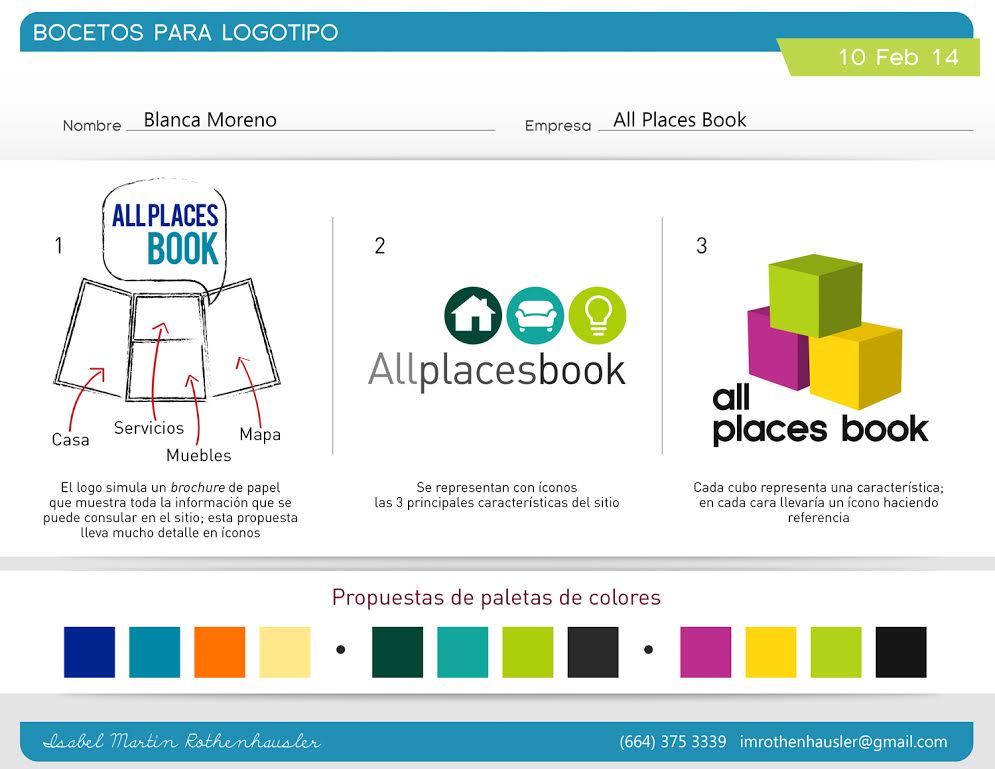 BOCETOS PARA LOGOTIPO
10 Feb 14
Nombre Blanca Moreno
Empresa All Places Book
1
ALL PLACES
BOOK
Casa
Servicios
Muebles
Mapa
El logo simula un brochure de papel
que muestra toda la información que se
puede consular en el sitio; esta propuesta
lleva mucho detalle en íconos
2
Allplacesbook
Se representan con íconos
las 3 principales características del sitio
3
all
places book
Cada cubo representa una característica;
en cada cara llevaría un ícono haciendo
referencia
Propuestas de paletas de colores
Isabel Martin Rothenhausler
(664) 375 3339 imrothenhausler@gmail.com